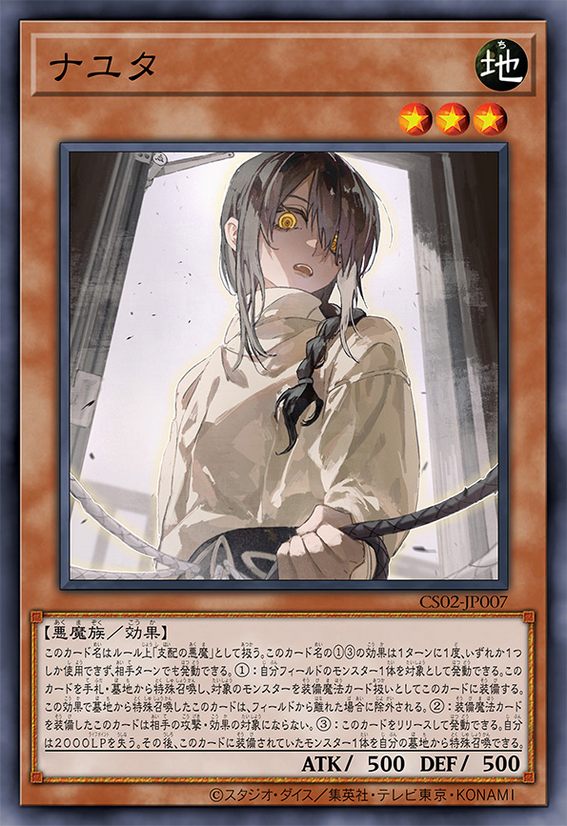 ナユタ
地
CS02-JP007
【悪魔族／効果】
このカード名はルール上「支配の悪魔」として扱う。このカード名の①③の効果は1ターンに1度、いずれか1つ
しか使用できず、相手ターンでも発動できる。①：自分フィールドのモンスター1体を対象として発動できる。この
カードを手札・墓地から特殊召喚し、対象のモンスターを装備魔法カード扱いとしてこのカードに装備する。
この効果で墓地から特殊召喚したこのカードは、フィールドから離れた場合に除外される。②：装備魔法カード
を装備したこのカードは相手の攻撃・効果の対象にならない。③：このカードをリリースして発動できる。自分
は2000LPを失う。その後、このカードに装備されていたモンスター1体を自分の墓地から特殊召喚できる。
ATK/ 500 DEF/ 500
©スタジオ・ダイス/集英社・テレビ東京・KONAMI